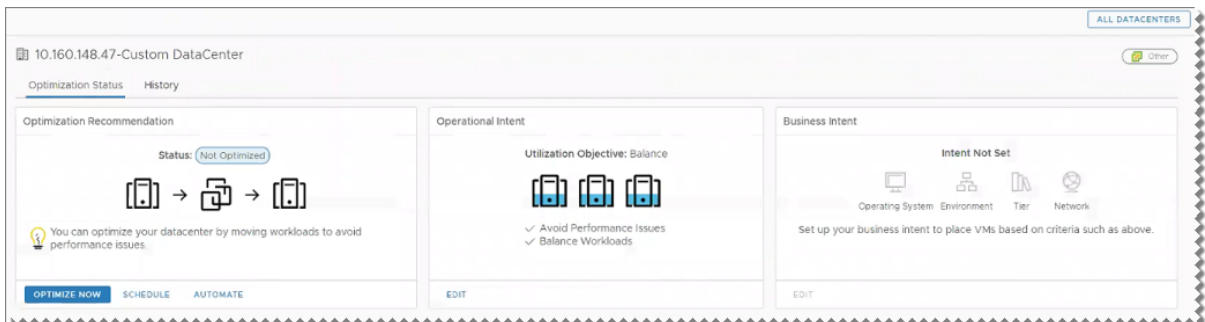 ALL DATACENTERS
10.160.148.47-Custom DataCenter
Other
Optimization Status
History
Optimization Recommendation
Status: Not Optimized
You can optimize your datacenter by moving workloads to avoid
performance issues.
OPTIMIZE NOW
SCHEDULE
AUTOMATE
Operational Intent
Utilization Objective: Balance
Avoid Performance Issues
Balance Workloads
EDIT
Business Intent
Intent Not Set
Operating System
Environment
Tier
Network
Set up your business intent to place VMs based on criteria such as above.
EDIT